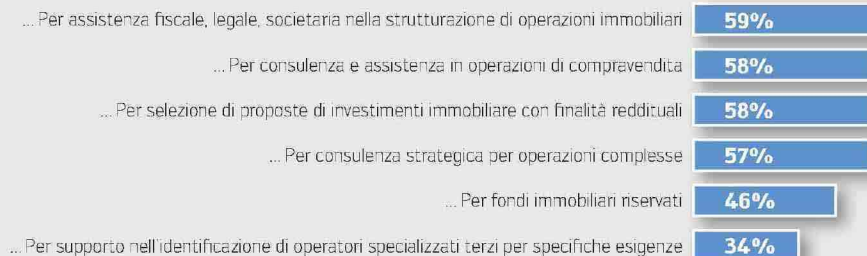 ... Per assistenza fiscale, legale, societaria nella strutturazione di operazioni immobiliari 59%
... Per consulenza e assistenza in operazioni di compravendita 58%
... Per selezione di proposte di investimenti immobiliare con finalità reddituali 58%
... Per consulenza strategica per operazioni complesse 57%
... Per fondi immobiliari riservati 46%
... Per supporto nell'identificazione di operatori specializzati terzi per specifiche esigenze 34%